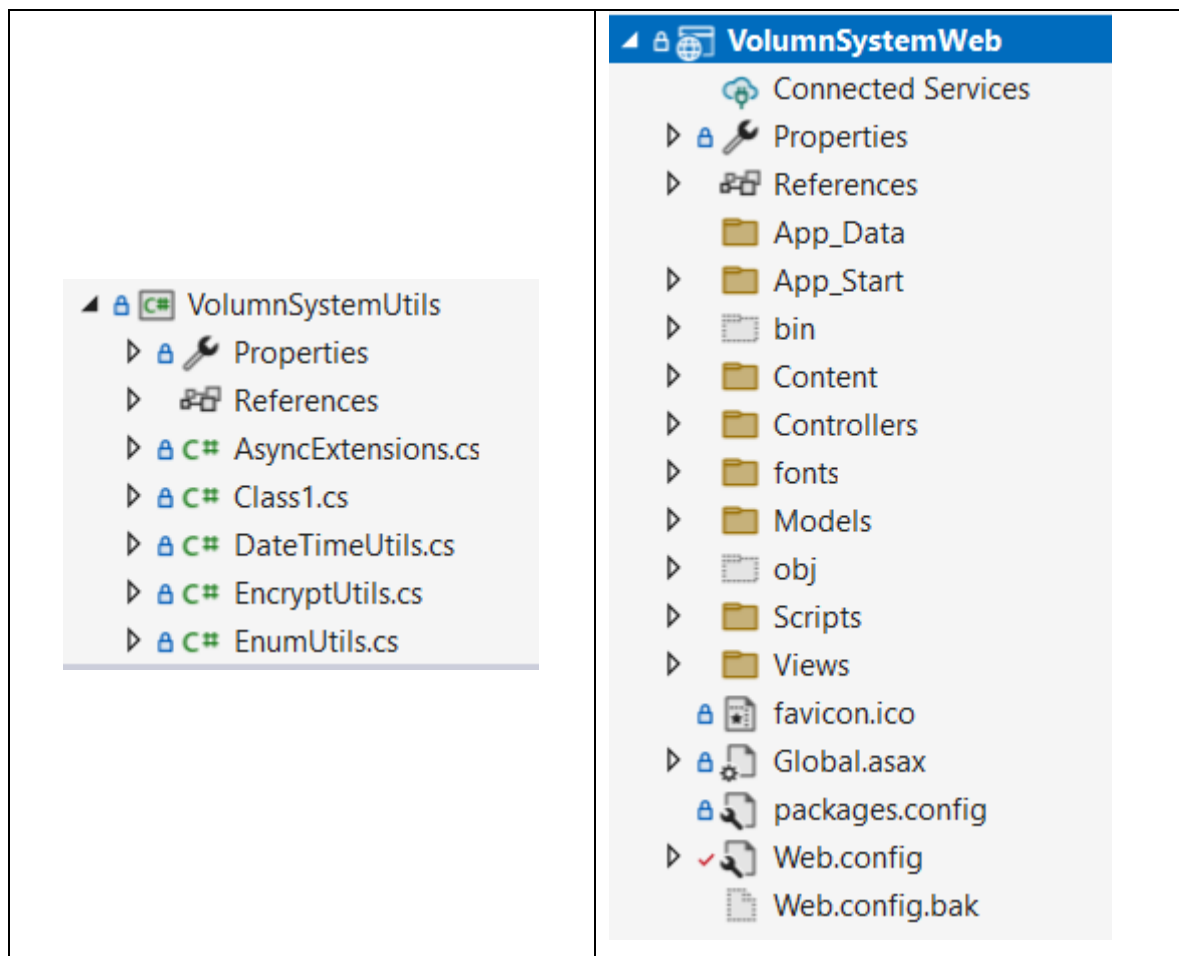 VolumnSystemUtils
Properties
References
C# AsyncExtensions.cs
C# Class1.cs
C# DateTimeUtils.cs
C# EncryptUtils.cs
C# EnumUtils.cs
VolumnSystemWeb
Connected Services
Properties
References
App_Data
App_Start
bin
Content
Controllers
fonts
Models
obj
Scripts
Views
favicon.ico
Global.asax
packages.config
Web.config
Web.config.bak